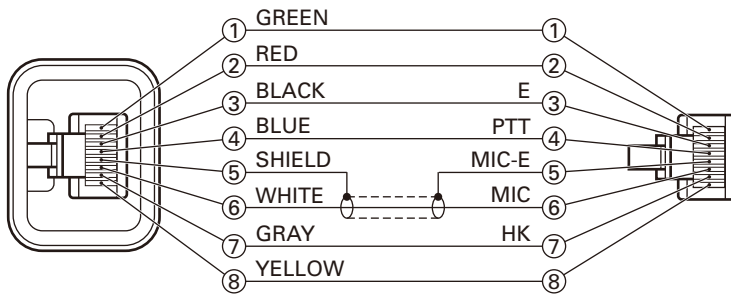 ① GREEN ①
② RED ②
③ BLACK E ③
④ BLUE PTT ④
⑤ SHIELD MIC-E ⑤
⑥ WHITE MIC ⑥
⑦ GRAY HK ⑦
⑧ YELLOW ⑧